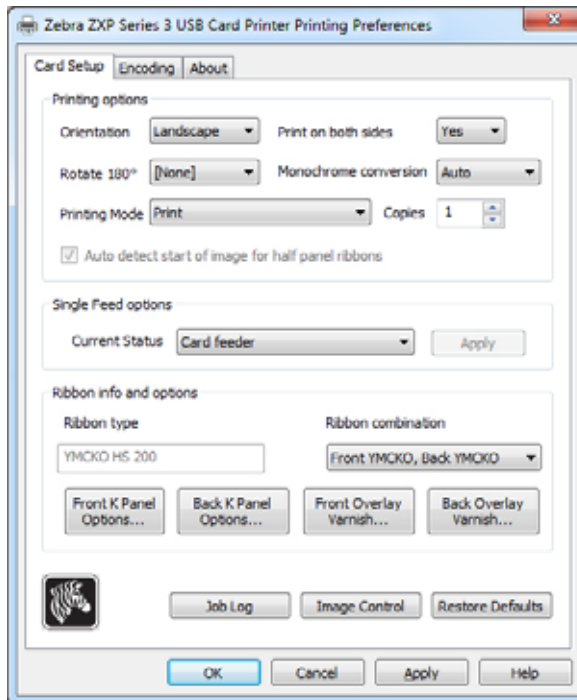 Zebra ZXP Series 3 USB Card Printer Printing Preferences
Card Setup Encoding About
Printing options
Orientation Landscape Print on both sides Yes
Rotate 180° [None] Monochrome conversion Auto
Printing Mode Print Copies 1
Auto detect start of image for half panel ribbons
Single Feed options
Current Status Card feeder Apply
Ribbon info and options
Ribbon type Ribbon combination
YMCKO HS 200 Front YMCKO, Back YMCKO
Front K Panel Back K Panel Front Overlay Back Overlay
Options... Options... Varnish... Varnish...
Job Log Image Control Restore Defaults
OK Cancel Apply Help